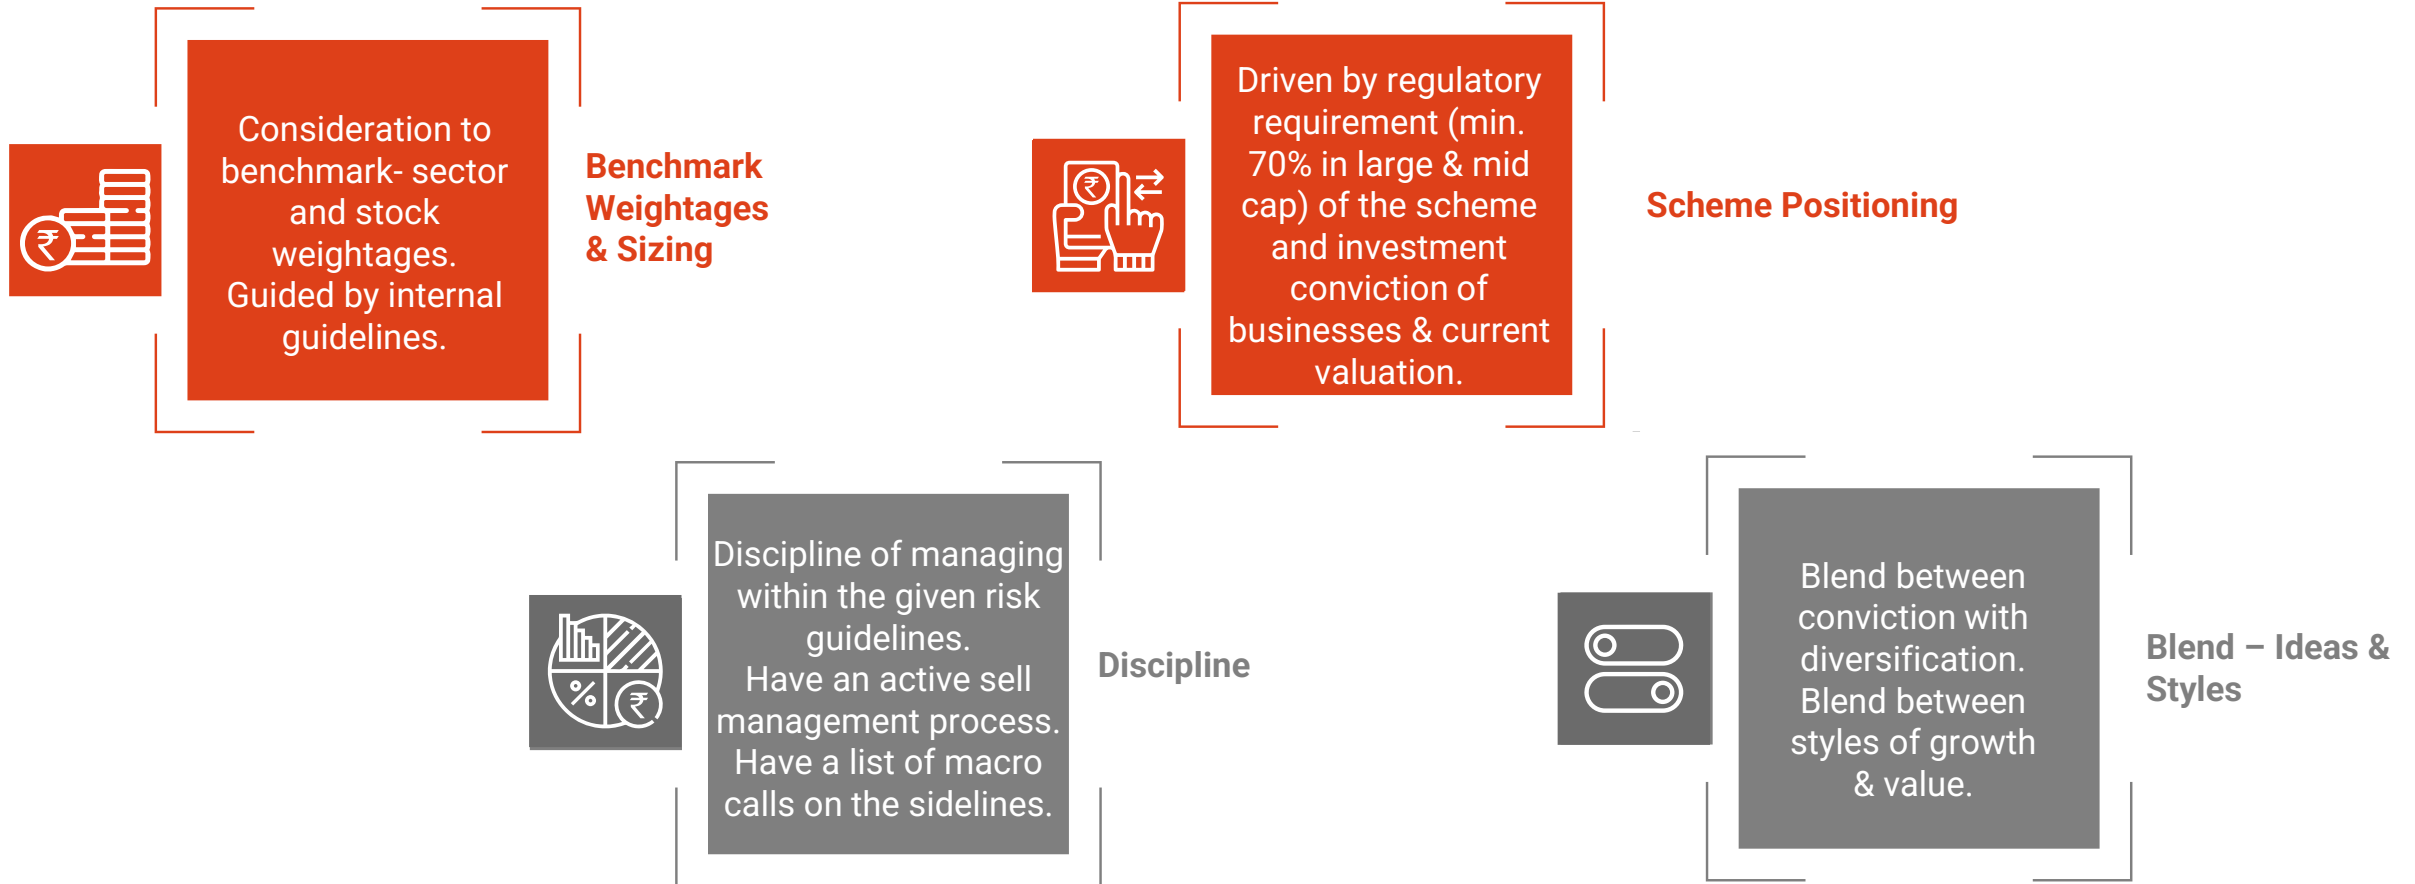 Consideration to
benchmark- sector
and stock
weightages.
Guided by internal
guidelines.
Benchmark
Weightages
& Sizing
Driven by regulatory
requirement (min.
70% in large & mid
cap) of the scheme
and investment
conviction of
businesses & current
valuation.
Scheme Positioning
Discipline of managing
within the given risk
guidelines.
Have an active sell
management process.
Have a list of macro
calls on the sidelines.
Discipline
Blend between
conviction with
diversification.
Blend between
styles of growth
& value.
Blend – Ideas &
Styles